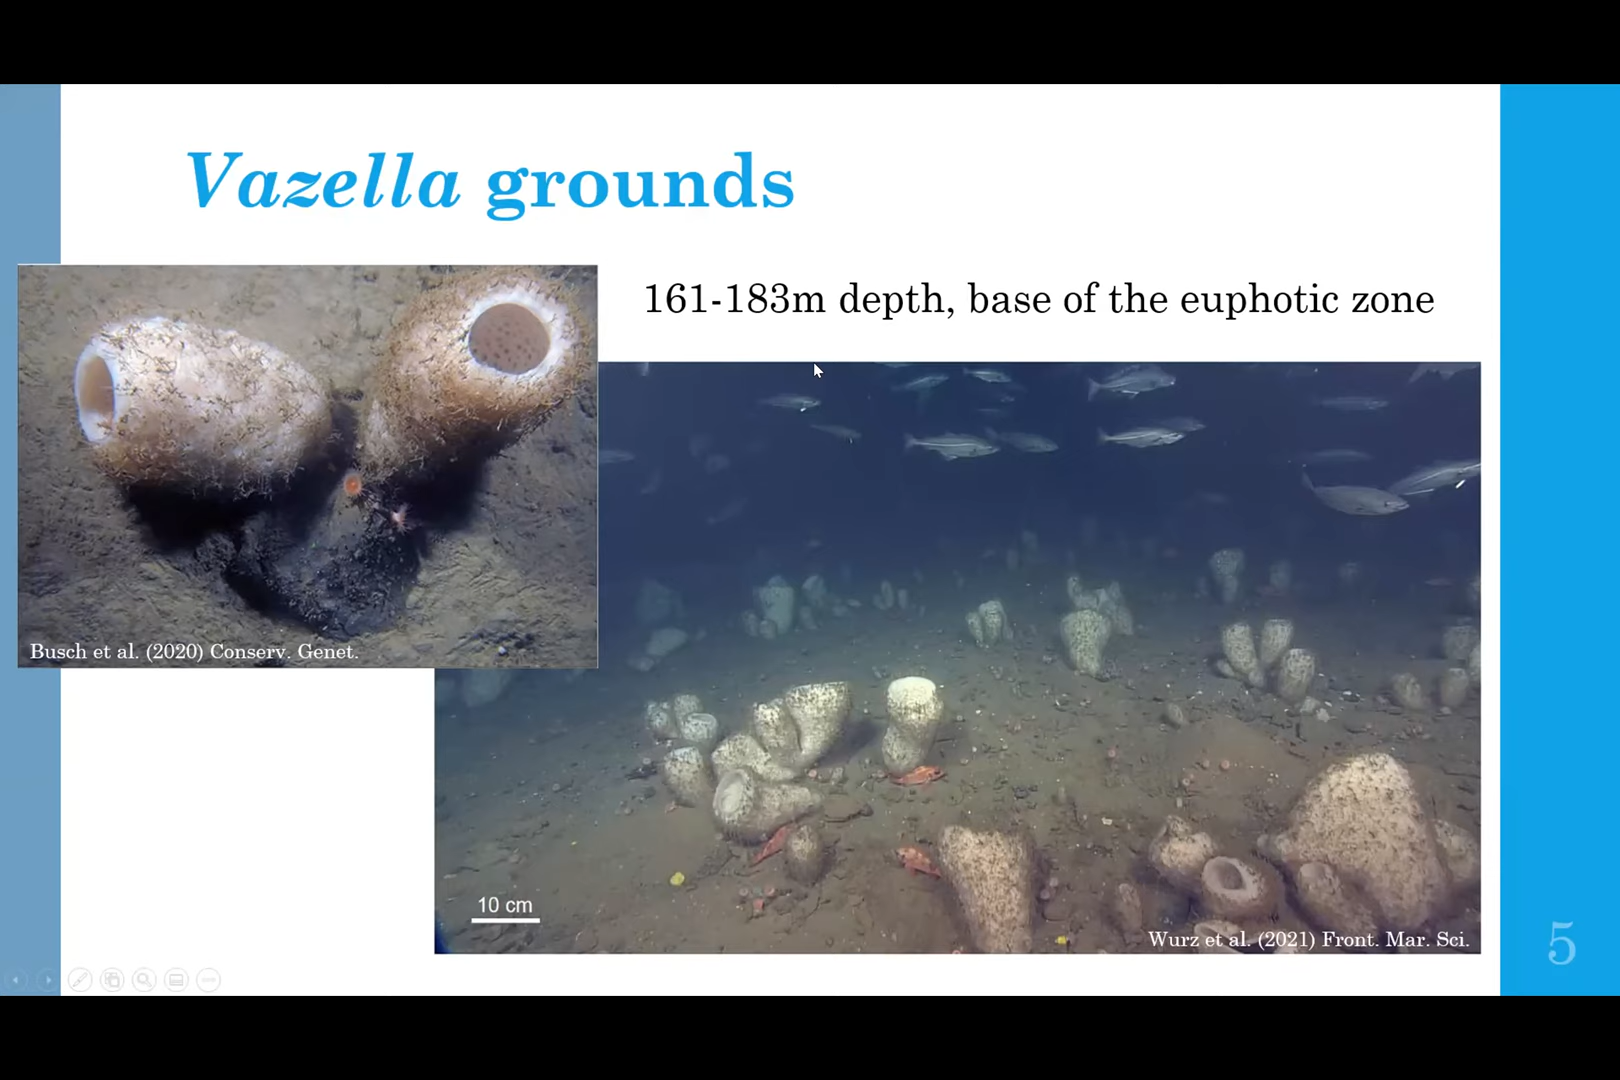 Vazella grounds
161-183m depth, base of the euphotic zone
Busch et al. (2020) Conserv. Genet.
10 cm
Wurz et al. (2021) Front. Mar. Sci.
5